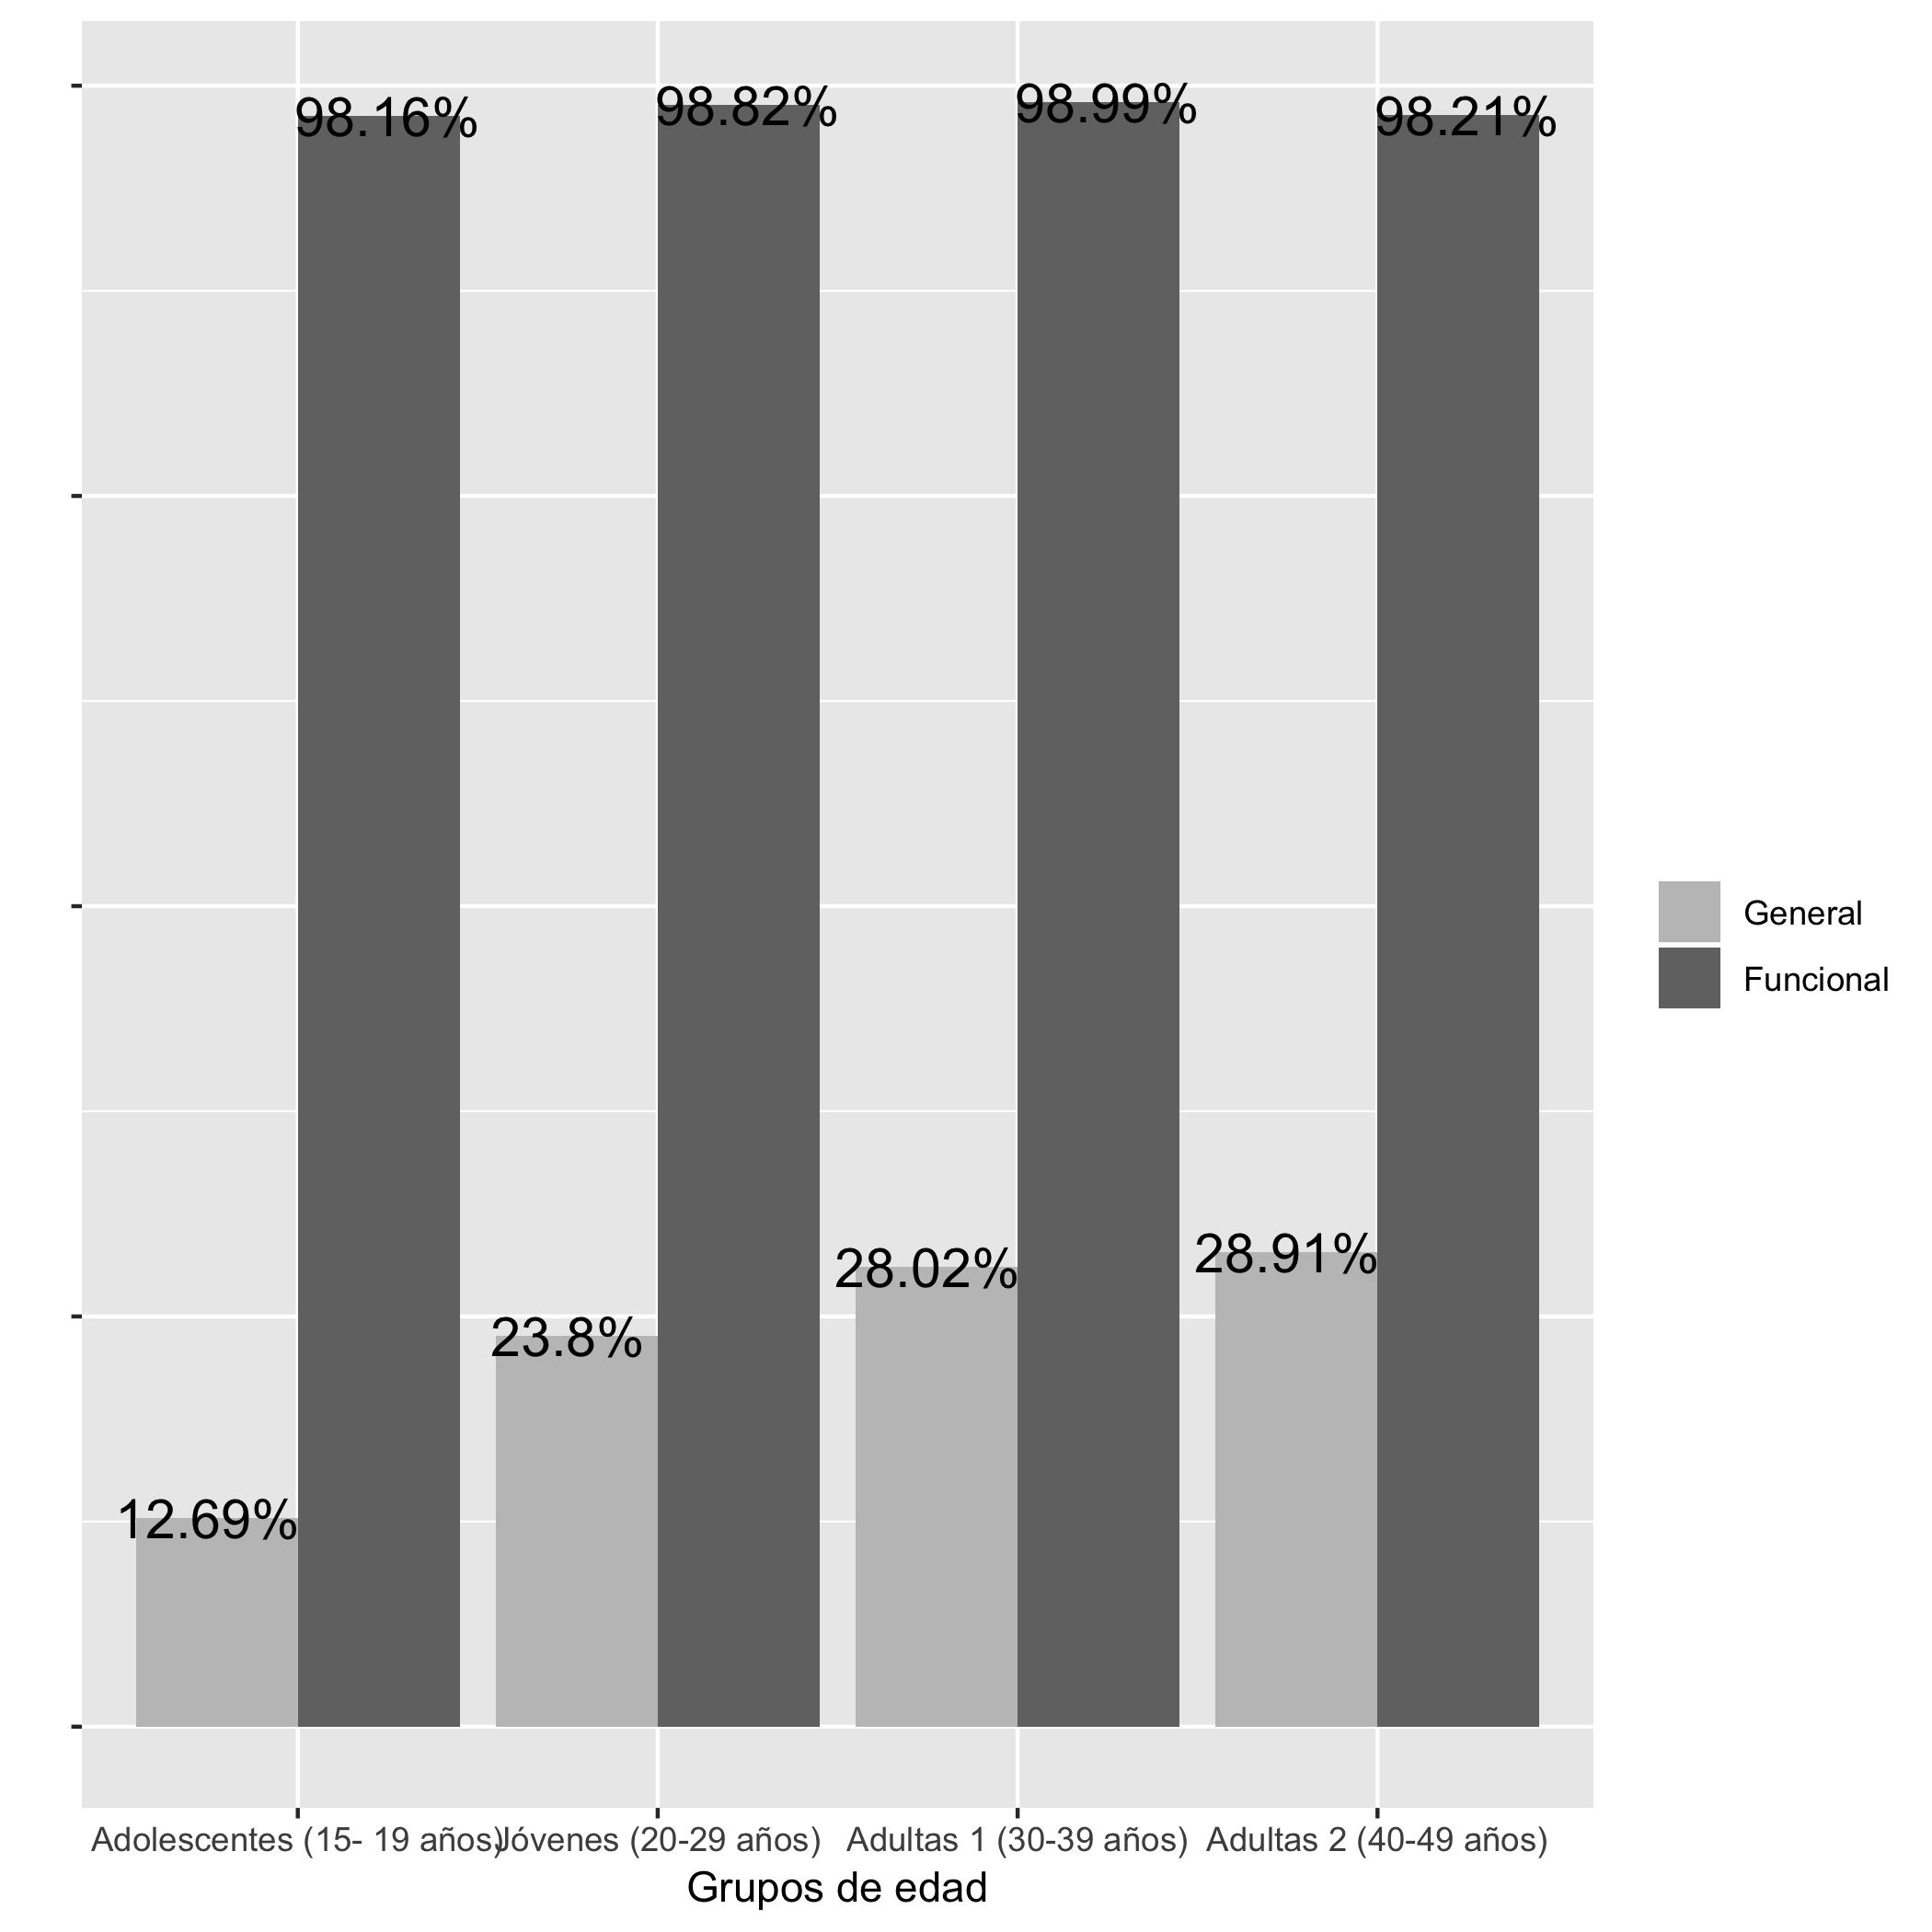 98.16%
98.82%
98.99%
98.21%
General
Funcional
28.91%
28.02%
23.8%
12.69%
Adolescentes (15- 19 años)
Jóvenes (20-29 años)
Adultas 1 (30-39 años)
Adultas 2 (40-49 años)
Grupos de edad